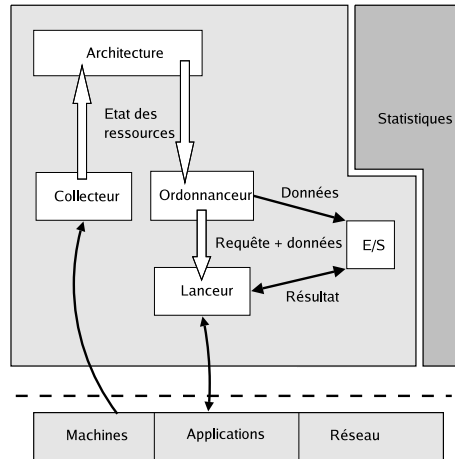 Architecture
Etat des
ressources
Statistiques
Collecteur
Ordonnanceur
Données
Requête + données
E/S
Lanceur
Résultat
Machines
Applications
Réseau